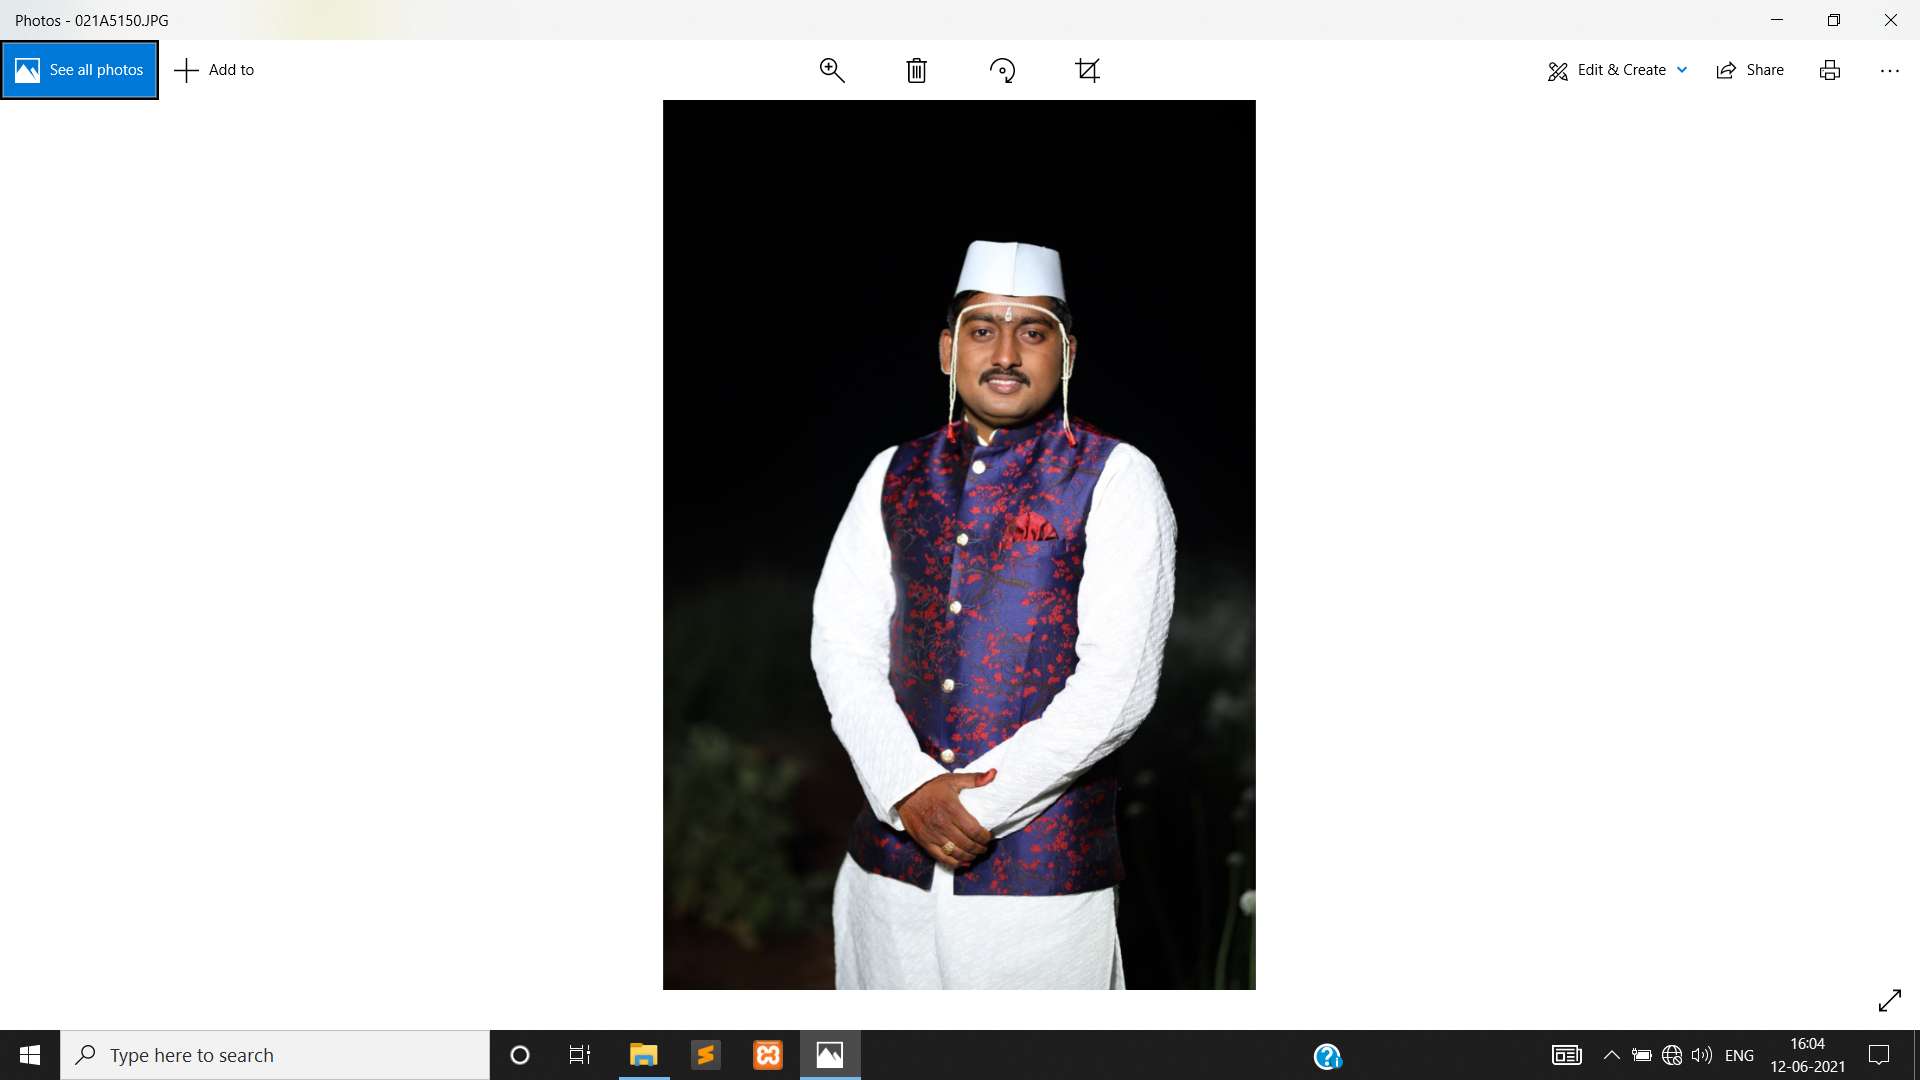 Photos - 021A5150.JPG
See all photos
Add to
Edit & Create
Share
Type here to search
ENG
16:04
12-06-2021